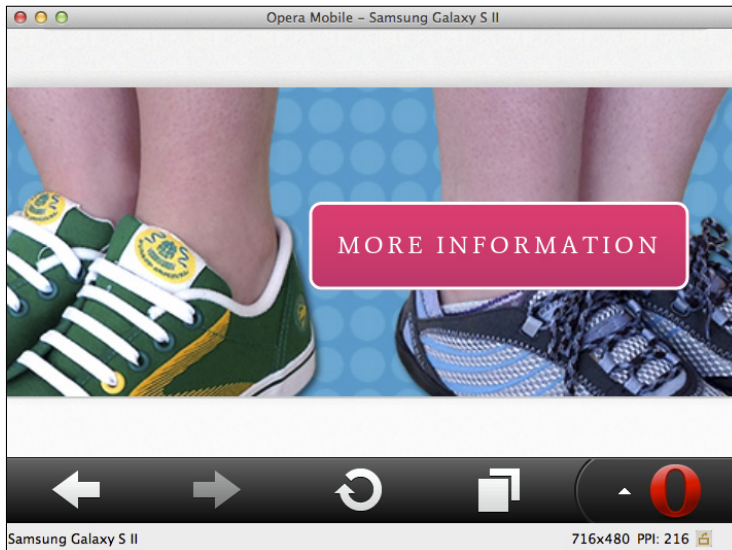 Opera Mobile – Samsung Galaxy S II
MORE INFORMATION
Samsung Galaxy S II
716x480 PPI: 216